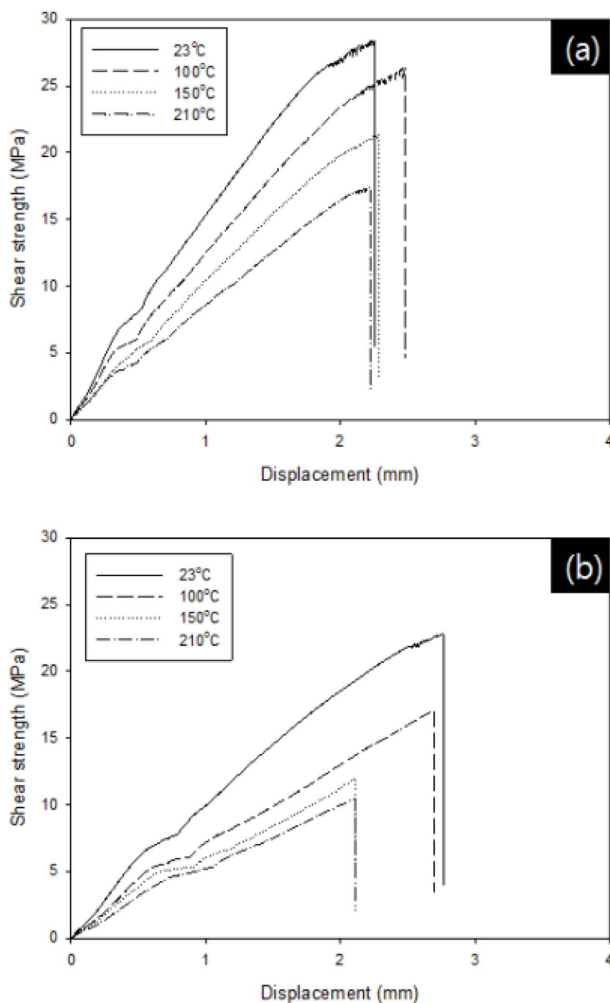 30
(a)
23°C
100°C
150°C
210°C
25
20
15
10
5
0
Shear strength (MPa)
0 1 2 3 4
Displacement (mm)
30
(b)
23°C
100°C
150°C
210°C
25
20
15
10
5
0
Shear strength (MPa)
0 1 2 3 4
Displacement (mm)